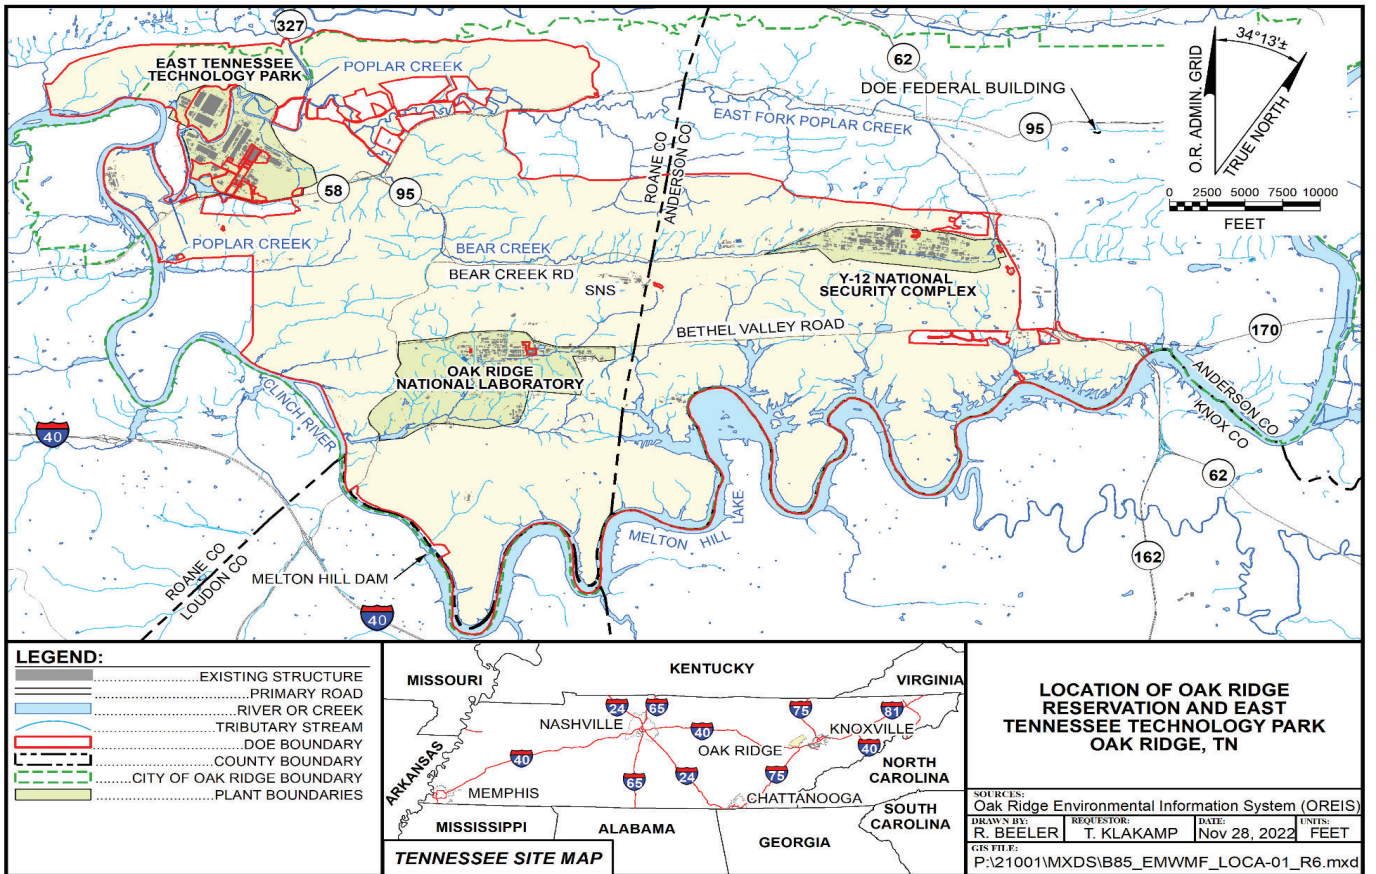 327
EAST TENNESSEE
TECHNOLOGY PARK
POPLAR CREEK
62
DOE FEDERAL BUILDING
95
EAST FORK POPLAR CREEK
O.R. ADMIN. GRID
34°13'±
TRUE NORTH
0 2500 5000 7500 10000
FEET
ROANE CO
ANDERSON CO
58
95
POPLAR CREEK
BEAR CREEK
BEAR CREEK RD
SNS
Y-12 NATIONAL
SECURITY COMPLEX
BETHEL VALLEY ROAD
170
OAK RIDGE
NATIONAL LABORATORY
CLINCH RIVER
40
ANDERSON CO
KNOX CO
62
MELTON HILL LAKE
162
ROANE CO
LOUDON CO
MELTON HILL DAM
40
LEGEND:
EXISTING STRUCTURE
PRIMARY ROAD
RIVER OR CREEK
TRIBUTARY STREAM
DOE BOUNDARY
COUNTY BOUNDARY
CITY OF OAK RIDGE BOUNDARY
PLANT BOUNDARIES
MISSOURI
KENTUCKY
VIRGINIA
24
65
75
81
NASHVILLE
KNOXVILLE
40
OAK RIDGE
40
40
ARKANSAS
65
24
75
NORTH
CAROLINA
MEMPHIS
CHATTANOOGA
MISSISSIPPI
ALABAMA
GEORGIA
SOUTH
CAROLINA
TENNESSEE SITE MAP
LOCATION OF OAK RIDGE
RESERVATION AND EAST
TENNESSEE TECHNOLOGY PARK
OAK RIDGE, TN
SOURCES:
Oak Ridge Environmental Information System (OREIS)
DRAWN BY: REQUESTOR: DATE: UNITS:
R. BEELER T. KLAKAMP Nov 28, 2022 FEET
GIS FILE:
P:\21001\MXDS\B85_EMWMF_LOCA-01_R6.mxd